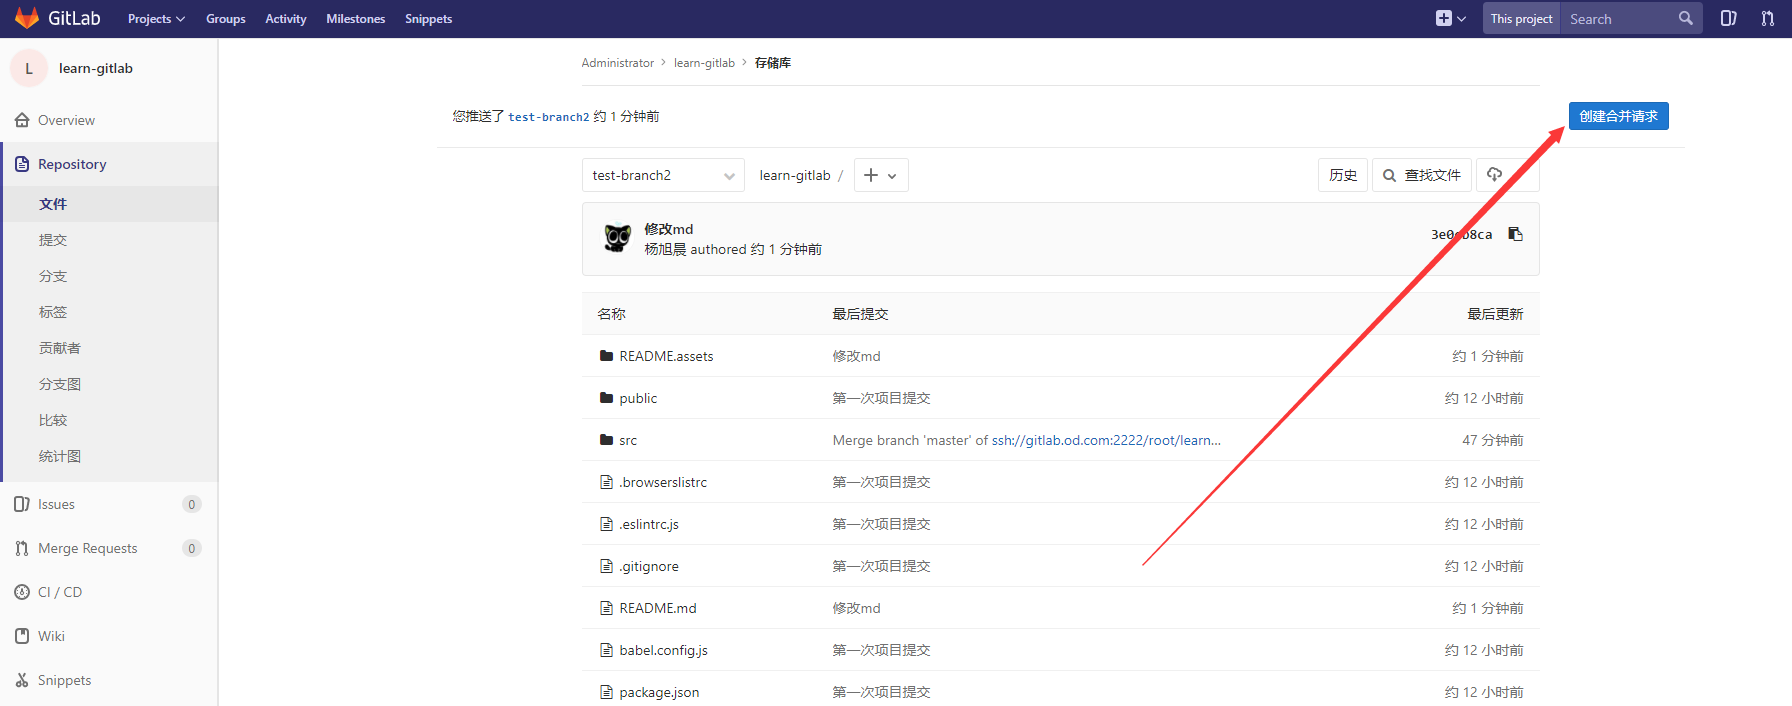 GitLab Projects Groups Activity Milestones Snippets This project Search
L learn-gitlab
Overview
Repository
文件
提交
分支
标签
贡献者
分支图
比较
统计图
Issues 0
Merge Requests 0
CI / CD
Wiki
Snippets
Administrator > learn-gitlab > 存储库
您推送了 test-branch2 约 1 分钟前 创建合并请求
test-branch2 learn-gitlab / + 历史 查找文件
修改md
杨旭晨 authored 约 1 分钟前
名称 最后提交 最后更新
README.assets 修改md 约 1 分钟前
public 第一次项目提交 约 12 小时前
src Merge branch 'master' of ssh://gitlab.od.com:2222/root/learn... 47 分钟前
.browserslistrc 第一次项目提交 约 12 小时前
.eslintrc.js 第一次项目提交 约 12 小时前
.gitignore 第一次项目提交 约 12 小时前
README.md 修改md 约 1 分钟前
babel.config.js 第一次项目提交 约 12 小时前
package.json 第一次项目提交 约 12 小时前